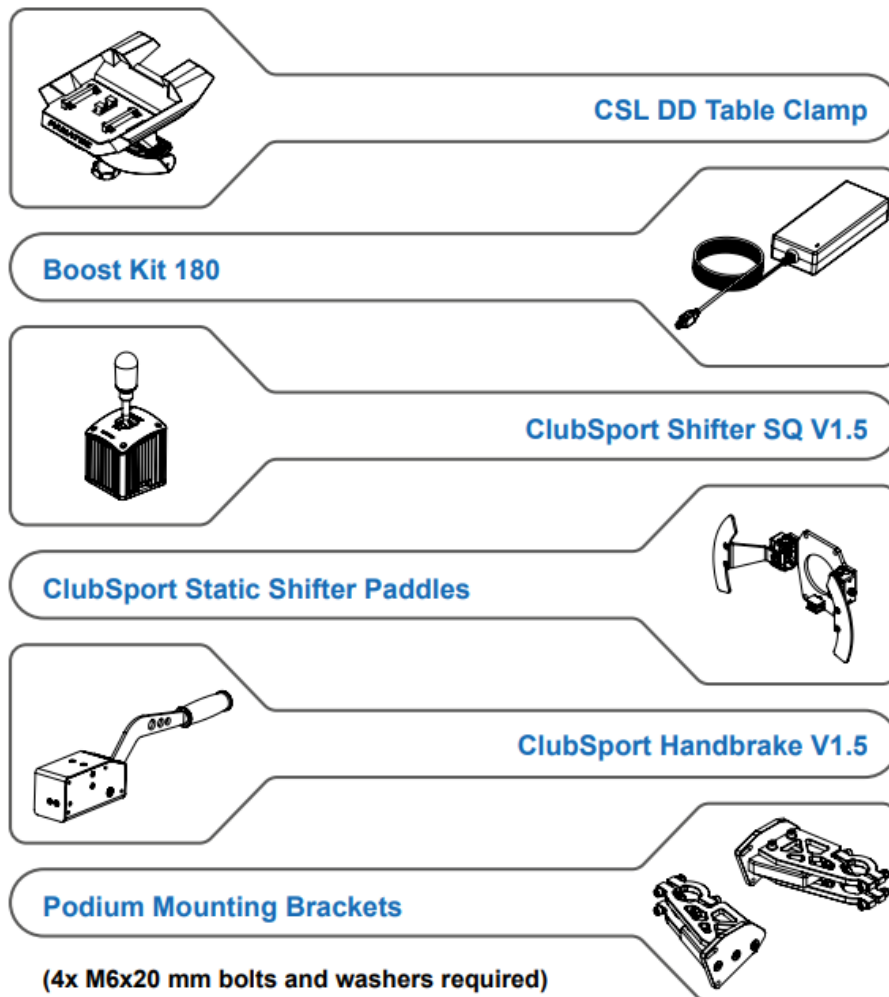 CSL DD Table Clamp
Boost Kit 180
ClubSport Shifter SQ V1.5
ClubSport Static Shifter Paddles
ClubSport Handbrake V1.5
Podium Mounting Brackets
(4x M6x20 mm bolts and washers required)